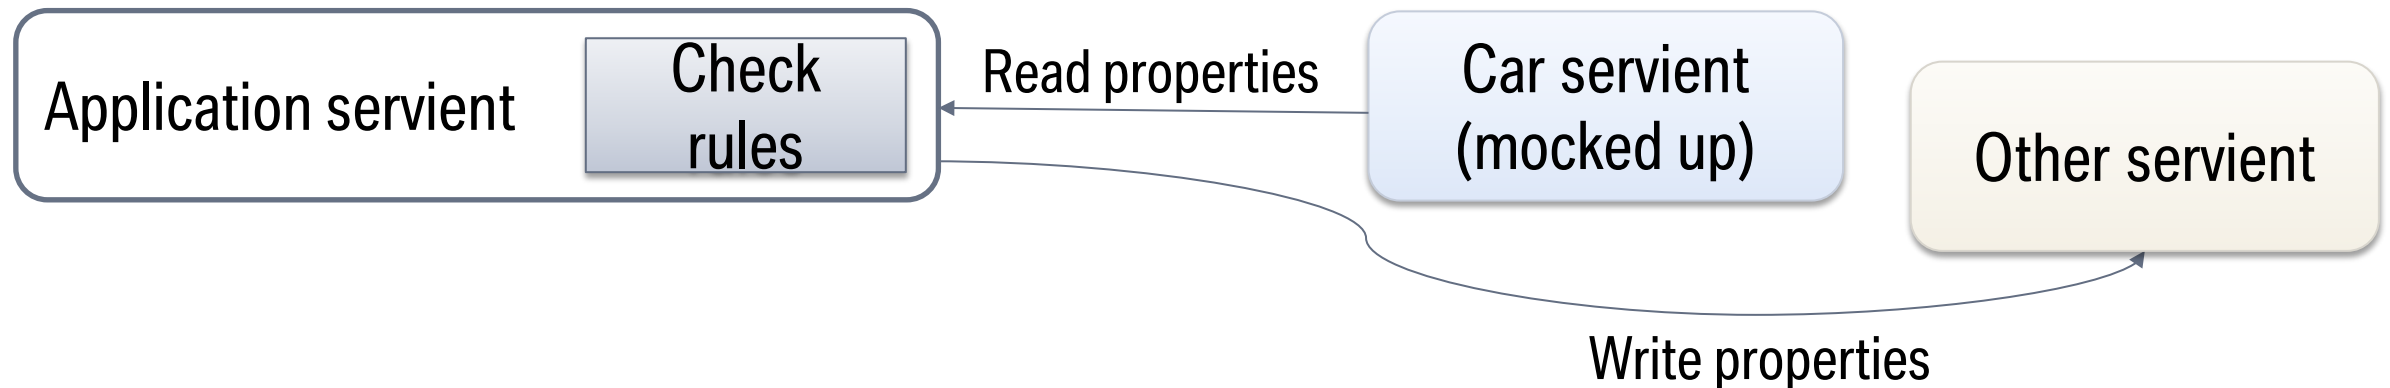 Application servient
Check
rules
Read properties
Car servient
(mocked up)
Other servient
Write properties